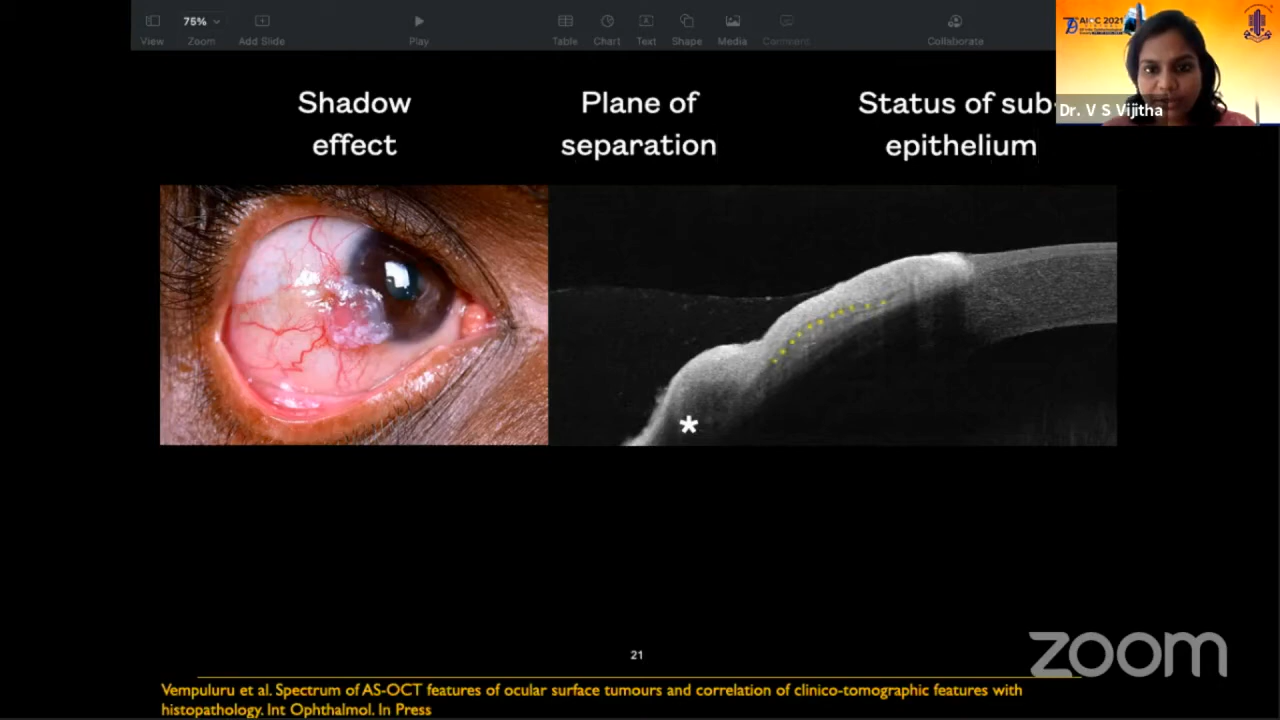 75%
View
Zoom
Add Slide
Play
Table
Chart
Text
Shape
Media
Comment
Collaborate
AIOC 2021
Dr. V S Vijitha
Shadow
effect
Plane of
separation
Status of sub-
epithelium
*
21
zoom
Vempuluru et al. Spectrum of AS-OCT features of ocular surface tumours and correlation of clinico-tomographic features with
histopathology. Int Ophthalmol. In Press